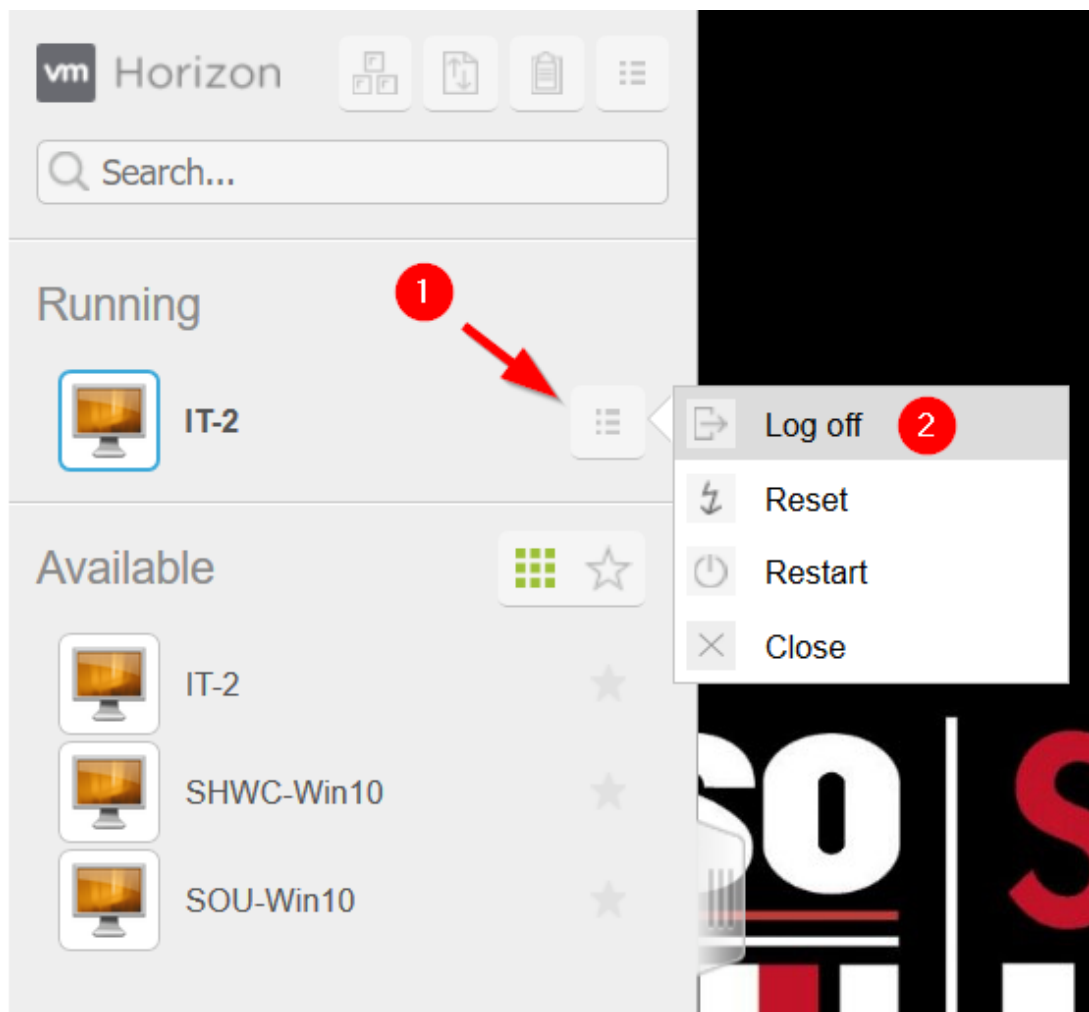 vm Horizon
Search...
Running
1
IT-2
Log off 2
Reset
Restart
Close
Available
IT-2
SHWC-Win10
SOU-Win10
SO
S